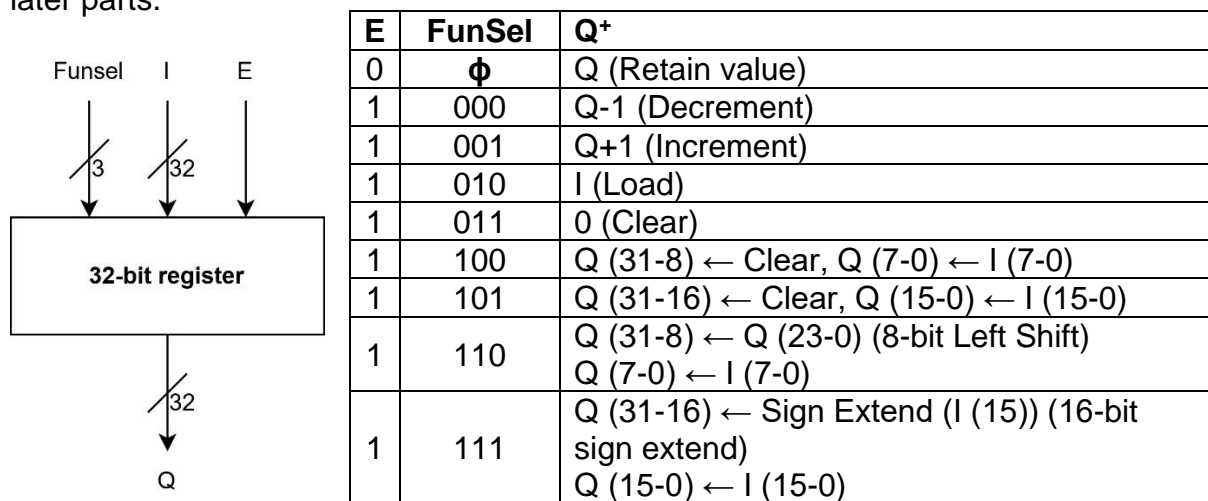 later parts.
Funsel I E
3 32
32-bit register
32
Q
E FunSel Q⁺
0 ϕ Q (Retain value)
1 000 Q-1 (Decrement)
1 001 Q+1 (Increment)
1 010 I (Load)
1 011 0 (Clear)
1 100 Q (31-8) ← Clear, Q (7-0) ← I (7-0)
1 101 Q (31-16) ← Clear, Q (15-0) ← I (15-0)
1 110 Q (31-8) ← Q (23-0) (8-bit Left Shift)
Q (7-0) ← I (7-0)
1 111 Q (31-16) ← Sign Extend (I (15)) (16-bit
sign extend)
Q (15-0) ← I (15-0)